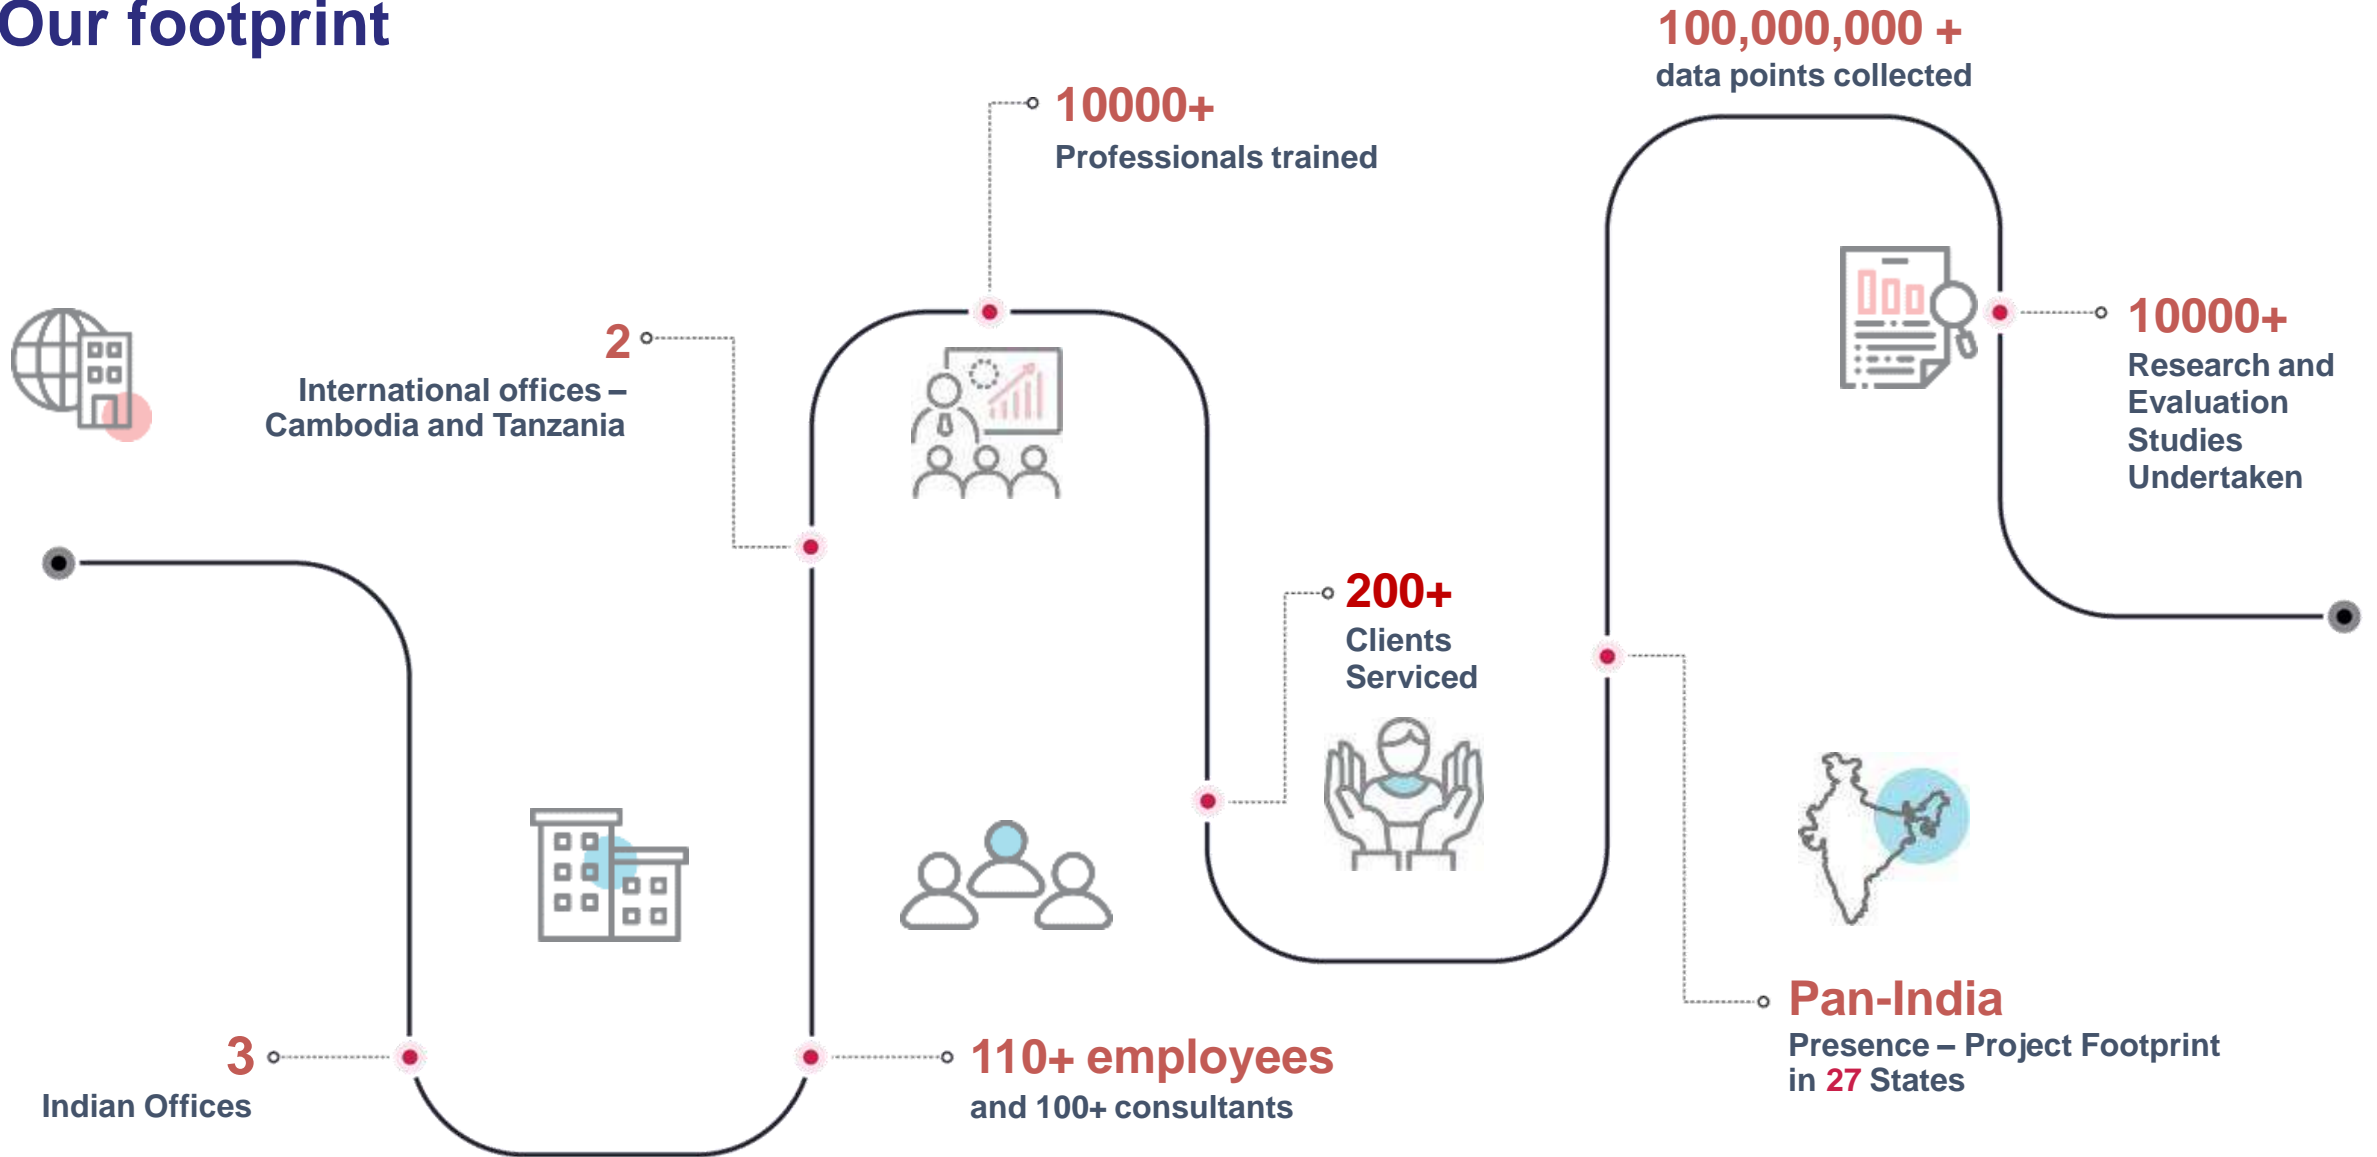 Our footprint
100,000,000 +
data points collected
10000+
Professionals trained
2
International offices –
Cambodia and Tanzania
10000+
Research and
Evaluation
Studies
Undertaken
200+
Clients
Serviced
3
Indian Offices
110+ employees
and 100+ consultants
Pan-India
Presence – Project Footprint
in 27 States